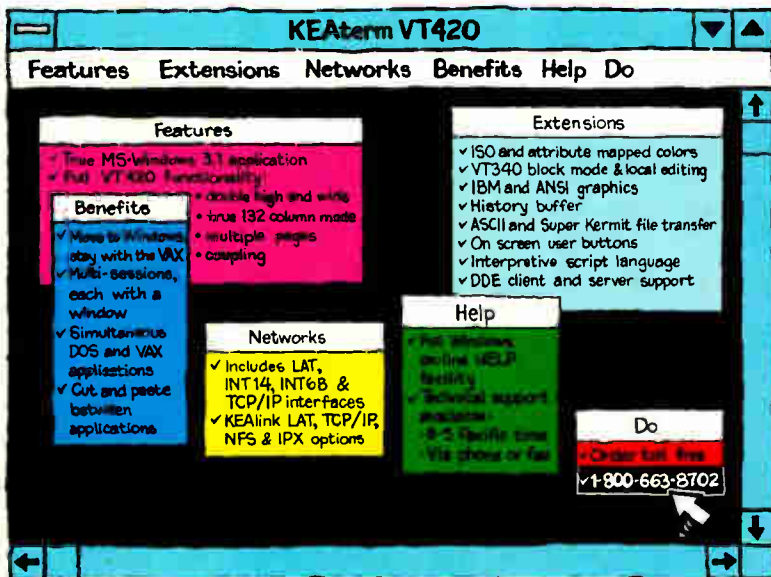 KEAterm VT420
Features Extensions Networks Benefits Help Do
Features
✓ True MS-Windows 3.1 application
✓ Full VT420 functionality:
• double high and wide
• true 132 column mode
• multiple pages
• coupling
Benefits
✓ Move to Windows,
stay with the VAX
✓ Multi-sessions,
each with a
window
✓ Simultaneous
DOS and VAX
applications
✓ Cut and paste
between
applications
Networks
✓ Includes LAT,
INT14, INT6B &
TCP/IP interfaces
✓ KEAlink LAT, TCP/IP,
NFS & IPX options
Extensions
✓ ISO and attribute mapped colors
✓ VT340 block mode & local editing
✓ IBM and ANSI graphics
✓ History buffer
✓ ASCII and Super Kermit file transfer
✓ On screen user buttons
✓ Interpretive script language
✓ DDE client and server support
Help
✓ Full Windows
on-line HELP
facility
✓ Technical support
8-5 Pacific time
Via phone or fax
Do
✓ Order toll free
✓ 1-800-663-8702